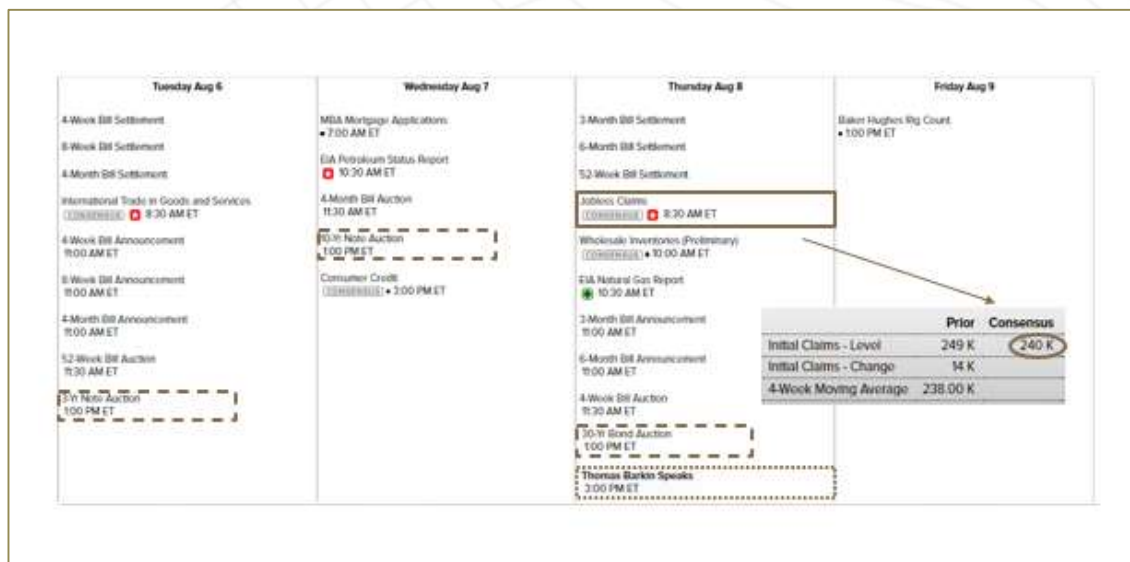 Tuesday Aug 6
4-Week Bill Settlement
8-Week Bill Settlement
4-Month Bill Settlement
International Trade in Goods and Services
CONSENSUS 8:30 AM ET
4-Week Bill Announcement
11:00 AM ET
8-Week Bill Announcement
11:00 AM ET
4-Month Bill Announcement
11:00 AM ET
52-Week Bill Auction
11:30 AM ET
3-Yr Note Auction
1:00 PM ET
Wednesday Aug 7
MBA Mortgage Applications
• 7:00 AM ET
EIA Petroleum Status Report
10:30 AM ET
4-Month Bill Auction
11:30 AM ET
10-Yr Note Auction
1:00 PM ET
Consumer Credit
CONSENSUS • 3:00 PM ET
Thursday Aug 8
3-Month Bill Settlement
6-Month Bill Settlement
52-Week Bill Settlement
Jobless Claims
CONSENSUS 8:30 AM ET
Wholesale Inventories (Preliminary)
CONSENSUS • 10:00 AM ET
EIA Natural Gas Report
10:30 AM ET
3-Month Bill Announcement
11:00 AM ET
6-Month Bill Announcement
11:00 AM ET
4-Week Bill Auction
11:30 AM ET
30-Yr Bond Auction
1:00 PM ET
Thomas Barkin Speaks
3:00 PM ET
Friday Aug 9
Baker Hughes Rig Count
• 1:00 PM ET
Prior Consensus
Initial Claims - Level 249 K 240 K
Initial Claims - Change 14 K
4-Week Moving Average 238.00 K